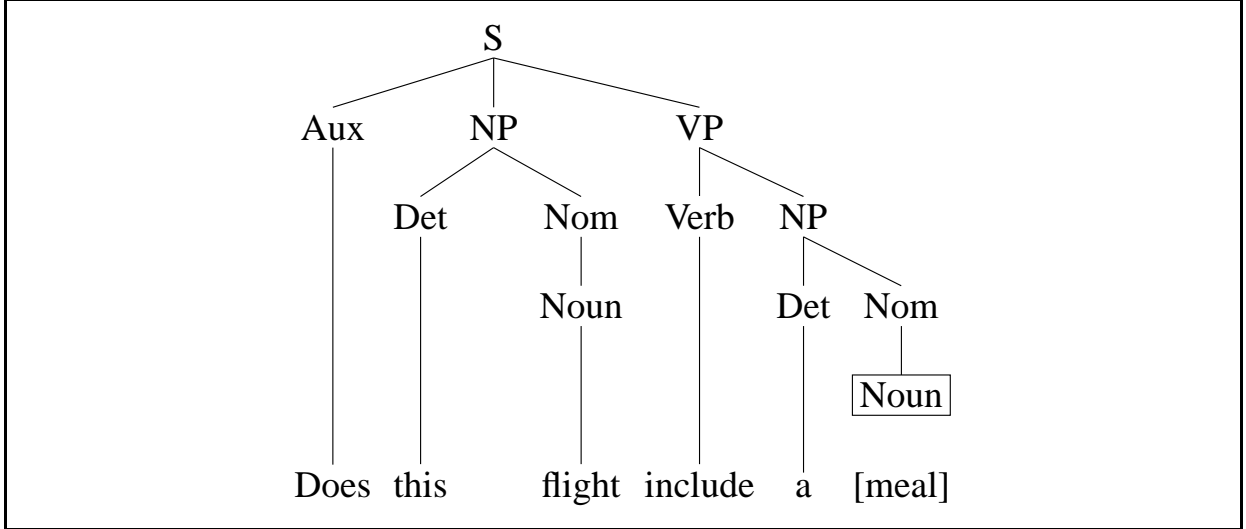 S
Aux NP VP
Det Nom Verb NP
Noun Det Nom
Noun
Does this flight include a [meal]